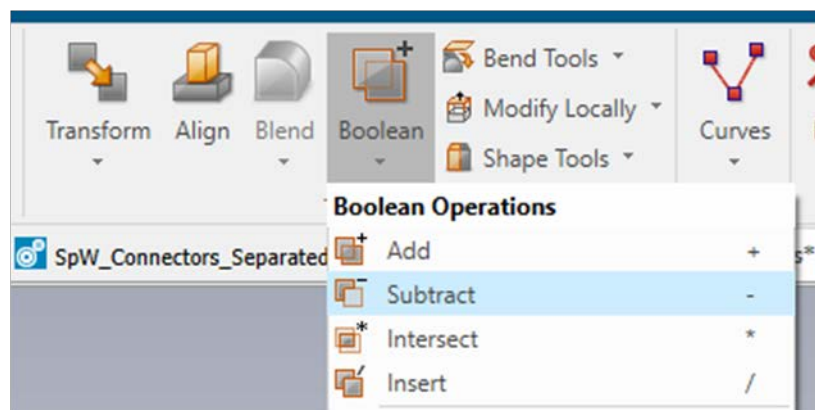 Bend Tools
Modify Locally
Shape Tools
Transform
Align
Blend
Boolean
Curves
Boolean Operations
SpW_Connectors_Separated
s*
Add +
Subtract -
Intersect *
Insert /